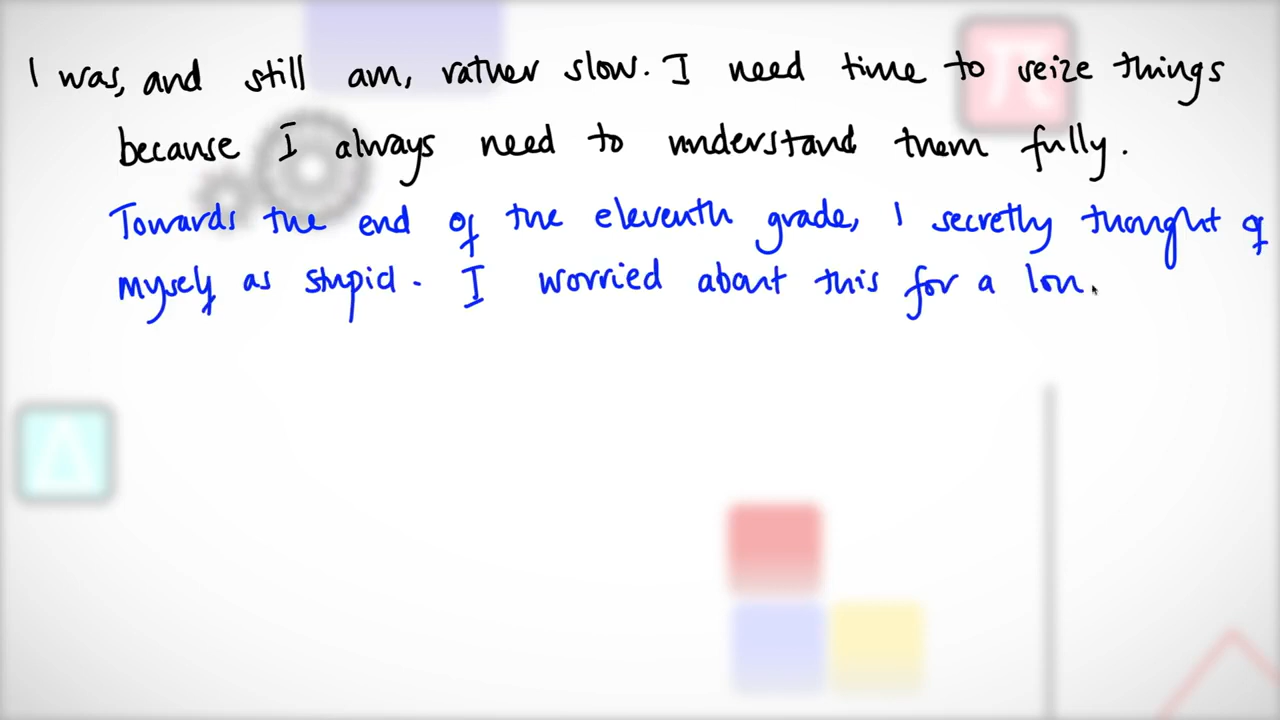 I was, and still am, rather slow. I need time to seize things
because I always need to understand them fully.
Towards the end of the eleventh grade, I secretly thought of
myself as stupid. I worried about this for a lon